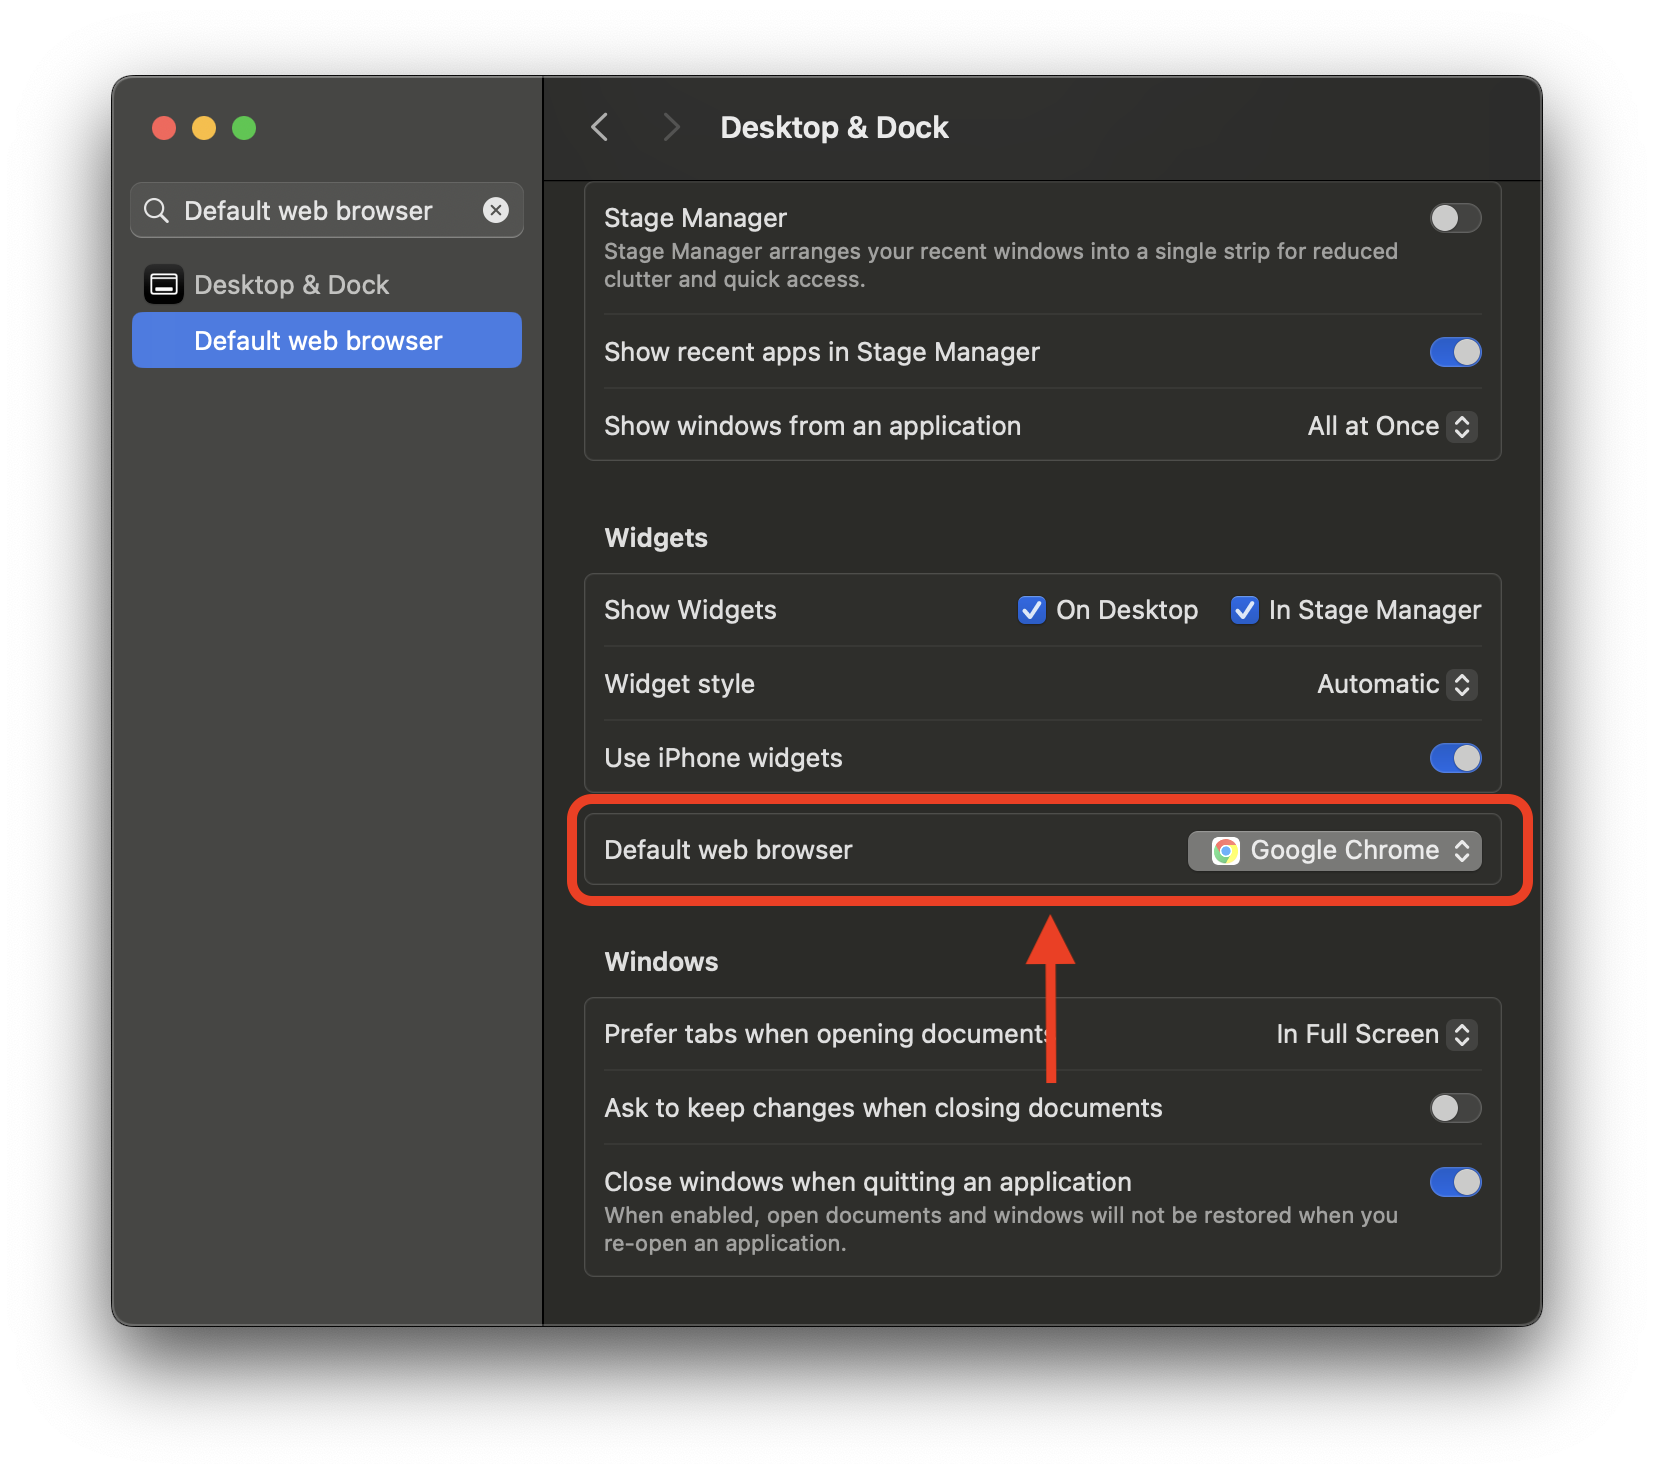 Desktop & Dock
Default web browser
Desktop & Dock
Default web browser
Stage Manager
Stage Manager arranges your recent windows into a single strip for reduced
clutter and quick access.
Show recent apps in Stage Manager
Show windows from an application All at Once
Widgets
Show Widgets On Desktop In Stage Manager
Widget style Automatic
Use iPhone widgets
Default web browser Google Chrome
Windows
Prefer tabs when opening documents In Full Screen
Ask to keep changes when closing documents
Close windows when quitting an application
When enabled, open documents and windows will not be restored when you
re-open an application.